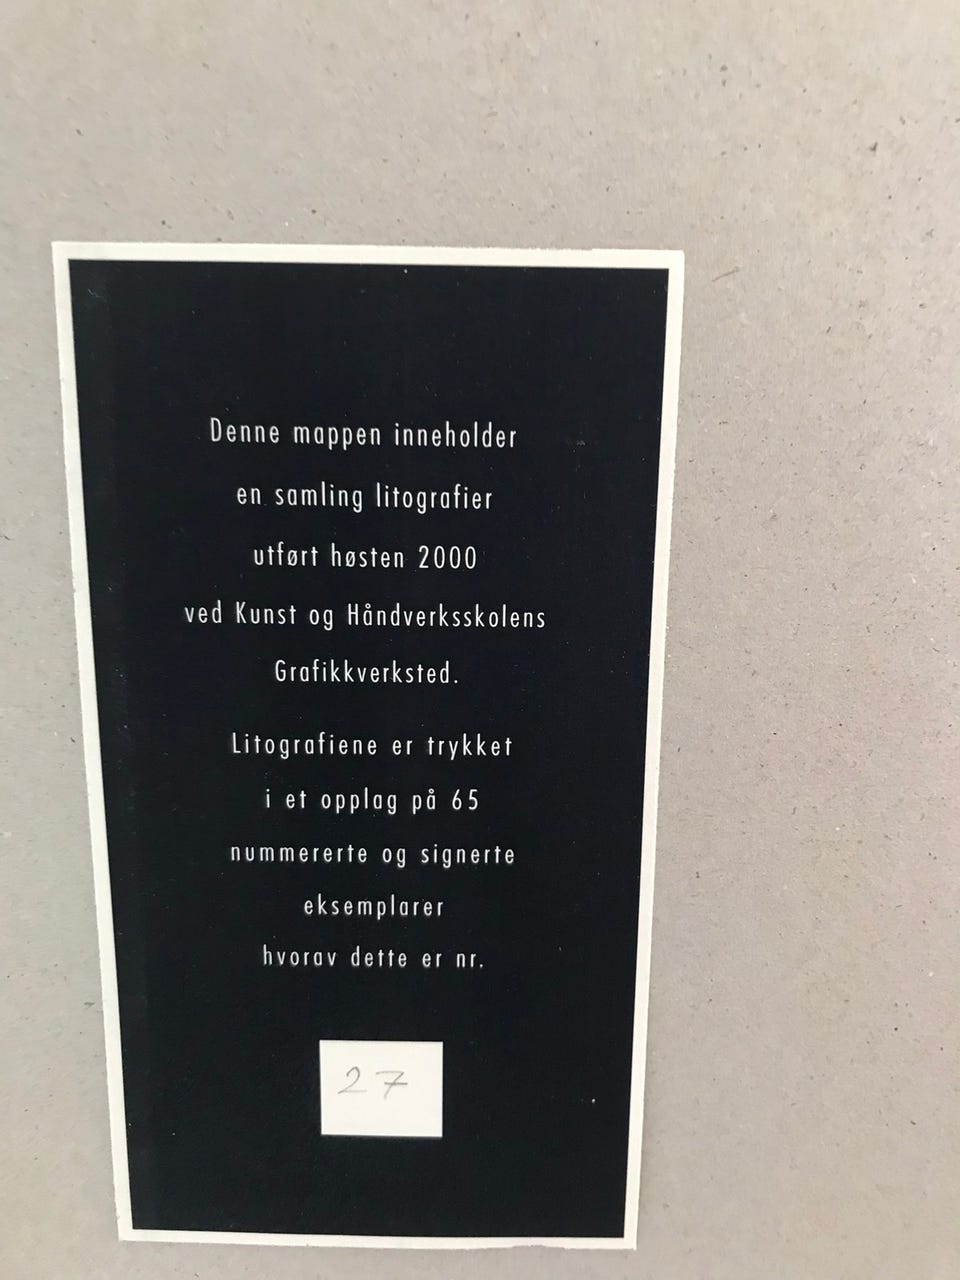 Denne mappen inneholder
en samling litografier
utført høsten 2000
ved Kunst og Håndverksskolens
Grafikkverksted.
Litografiene er trykket
i et opplag på 65
nummererte og signerte
eksemplarer
hvorav dette er nr.
27